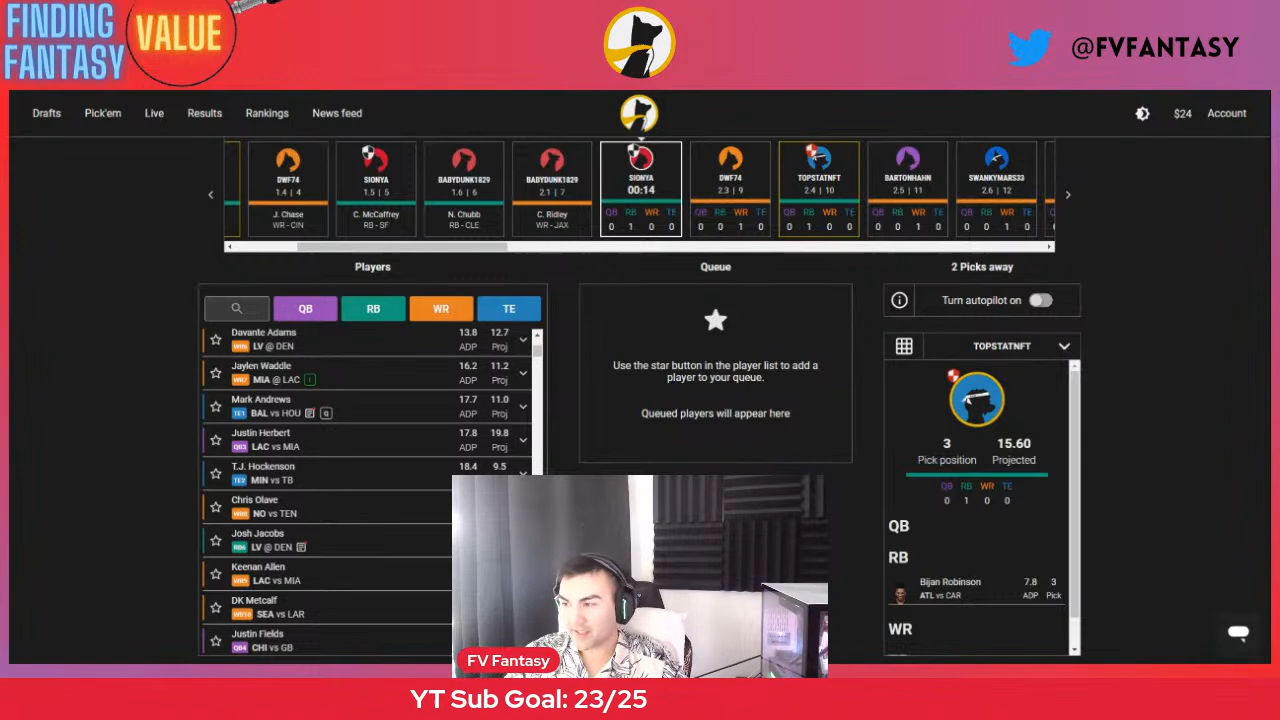 FINDING
FANTASY
VALUE
@FVFANTASY
Drafts Pick'em Live Results Rankings News feed
$24 Account
DWF74
1.4 | 4
J. Chase
WR - CIN
SIONYA
1.5 | 5
C. McCaffrey
RB - SF
BABYDUNK1829
1.6 | 6
N. Chubb
RB - CLE
BABYDUNK1829
2.1 | 7
C. Ridley
WR - JAX
SIONYA
00:14
QB RB WR TE
0 1 0 0
DWF74
2.3 | 9
QB RB WR TE
0 0 1 0
TOPSTATNFT
2.4 | 10
QB RB WR TE
0 1 0 0
BARTONHAHN
2.5 | 11
QB RB WR TE
0 0 1 0
SWANKYMARS33
2.6 | 12
QB RB WR TE
0 0 1 0
Players
QB RB WR TE
Davante Adams 13.8 12.7
WR6 LV @ DEN ADP Proj
Jaylen Waddle 16.2 11.2
WR7 MIA @ LAC I ADP Proj
Mark Andrews 17.7 11.0
TE1 BAL vs HOU Q ADP Proj
Justin Herbert 17.8 19.8
QB3 LAC vs MIA ADP Proj
T.J. Hockenson 18.4 9.5
TE2 MIN vs TB
Chris Olave
WR8 NO vs TEN
Josh Jacobs
RB6 LV @ DEN
Keenan Allen
WR9 LAC vs MIA
DK Metcalf
WR10 SEA vs LAR
Justin Fields
QB4 CHI vs GB
Queue
Use the star button in the player list to add a
player to your queue.
Queued players will appear here
2 Picks away
Turn autopilot on
TOPSTATNFT
3 15.60
Pick position Projected
QB RB WR TE
0 1 0 0
QB
RB
Bijan Robinson 7.8 3
ATL vs CAR ADP Pick
WR
FV Fantasy
YT Sub Goal: 23/25